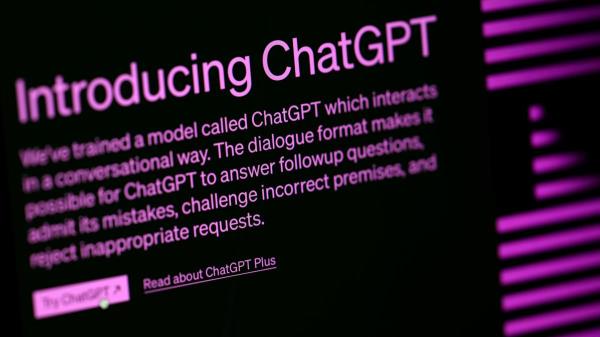 Introducing ChatGPT
We've trained a model called ChatGPT which interacts
in a conversational way. The dialogue format makes it
possible for ChatGPT to answer followup questions,
admit its mistakes, challenge incorrect premises, and
reject inappropriate requests.
Try ChatGPT ↗
Read about ChatGPT Plus